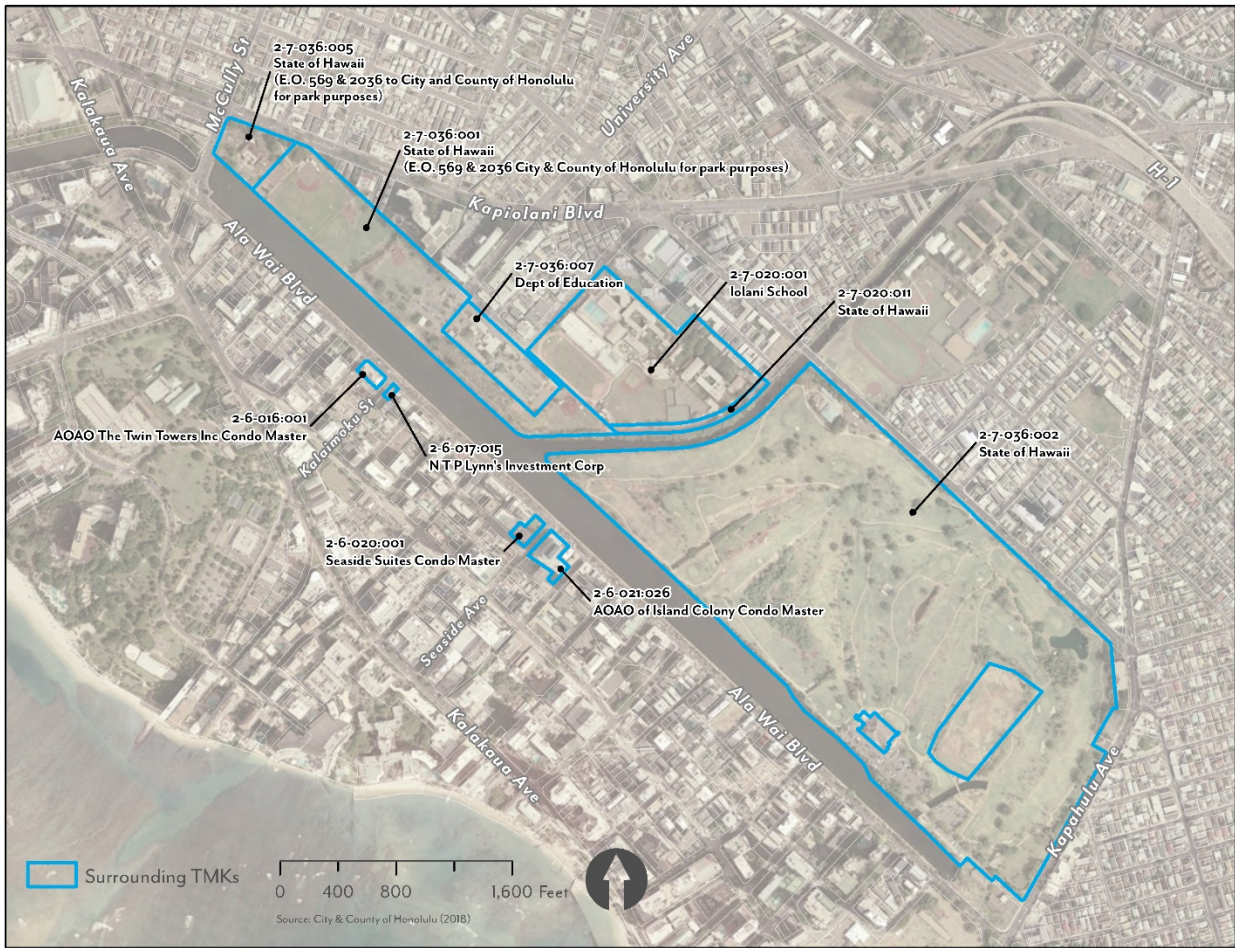 2-7-036:005
State of Hawaii
(E.O. 569 & 2036 to City and County of Honolulu
for park purposes)
McCully St
Kalakaua Ave
University Ave
2-7-036:001
State of Hawaii
(E.O. 569 & 2036 City & County of Honolulu for park purposes)
H-1
Kapiolani Blvd
Ala Wai Blvd
2-7-036:007
Dept of Education
2-7-020:001
Iolani School
2-7-020:011
State of Hawaii
2-6-016:001
AOAO The Twin Towers Inc Condo Master
Kalaimoku St
2-6-017:015
N T P Lynn's Investment Corp
2-7-036:002
State of Hawaii
2-6-020:001
Seaside Suites Condo Master
2-6-021:026
AOAO of Island Colony Condo Master
Seaside Ave
Kalakaua Ave
Ala Wai Blvd
Kapahulu Ave
Surrounding TMKs
0 400 800 1,600 Feet
Source: City & County of Honolulu (2018)